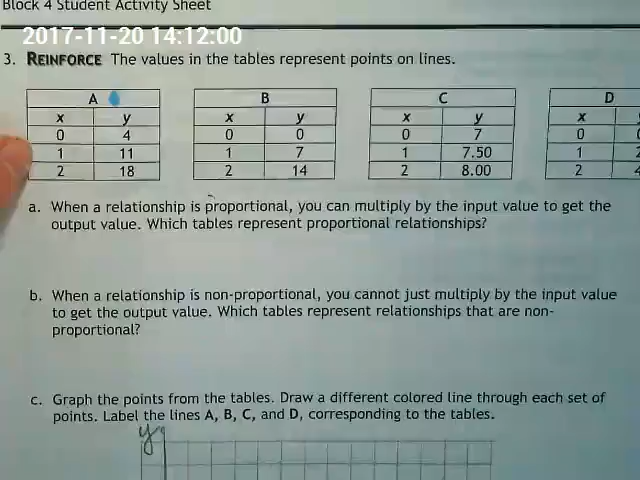 Block 4 Student Activity Sheet
2017-11-20 14:12:00
3. REINFORCE The values in the tables represent points on lines.
A B C D
x y x y x y x
0 4 0 0 0 7 0
1 11 1 7 1 7.50 1
2 18 2 14 2 8.00 2
a. When a relationship is proportional, you can multiply by the input value to get the
output value. Which tables represent proportional relationships?
b. When a relationship is non-proportional, you cannot just multiply by the input value
to get the output value. Which tables represent relationships that are non-
proportional?
c. Graph the points from the tables. Draw a different colored line through each set of
points. Label the lines A, B, C, and D, corresponding to the tables.
y